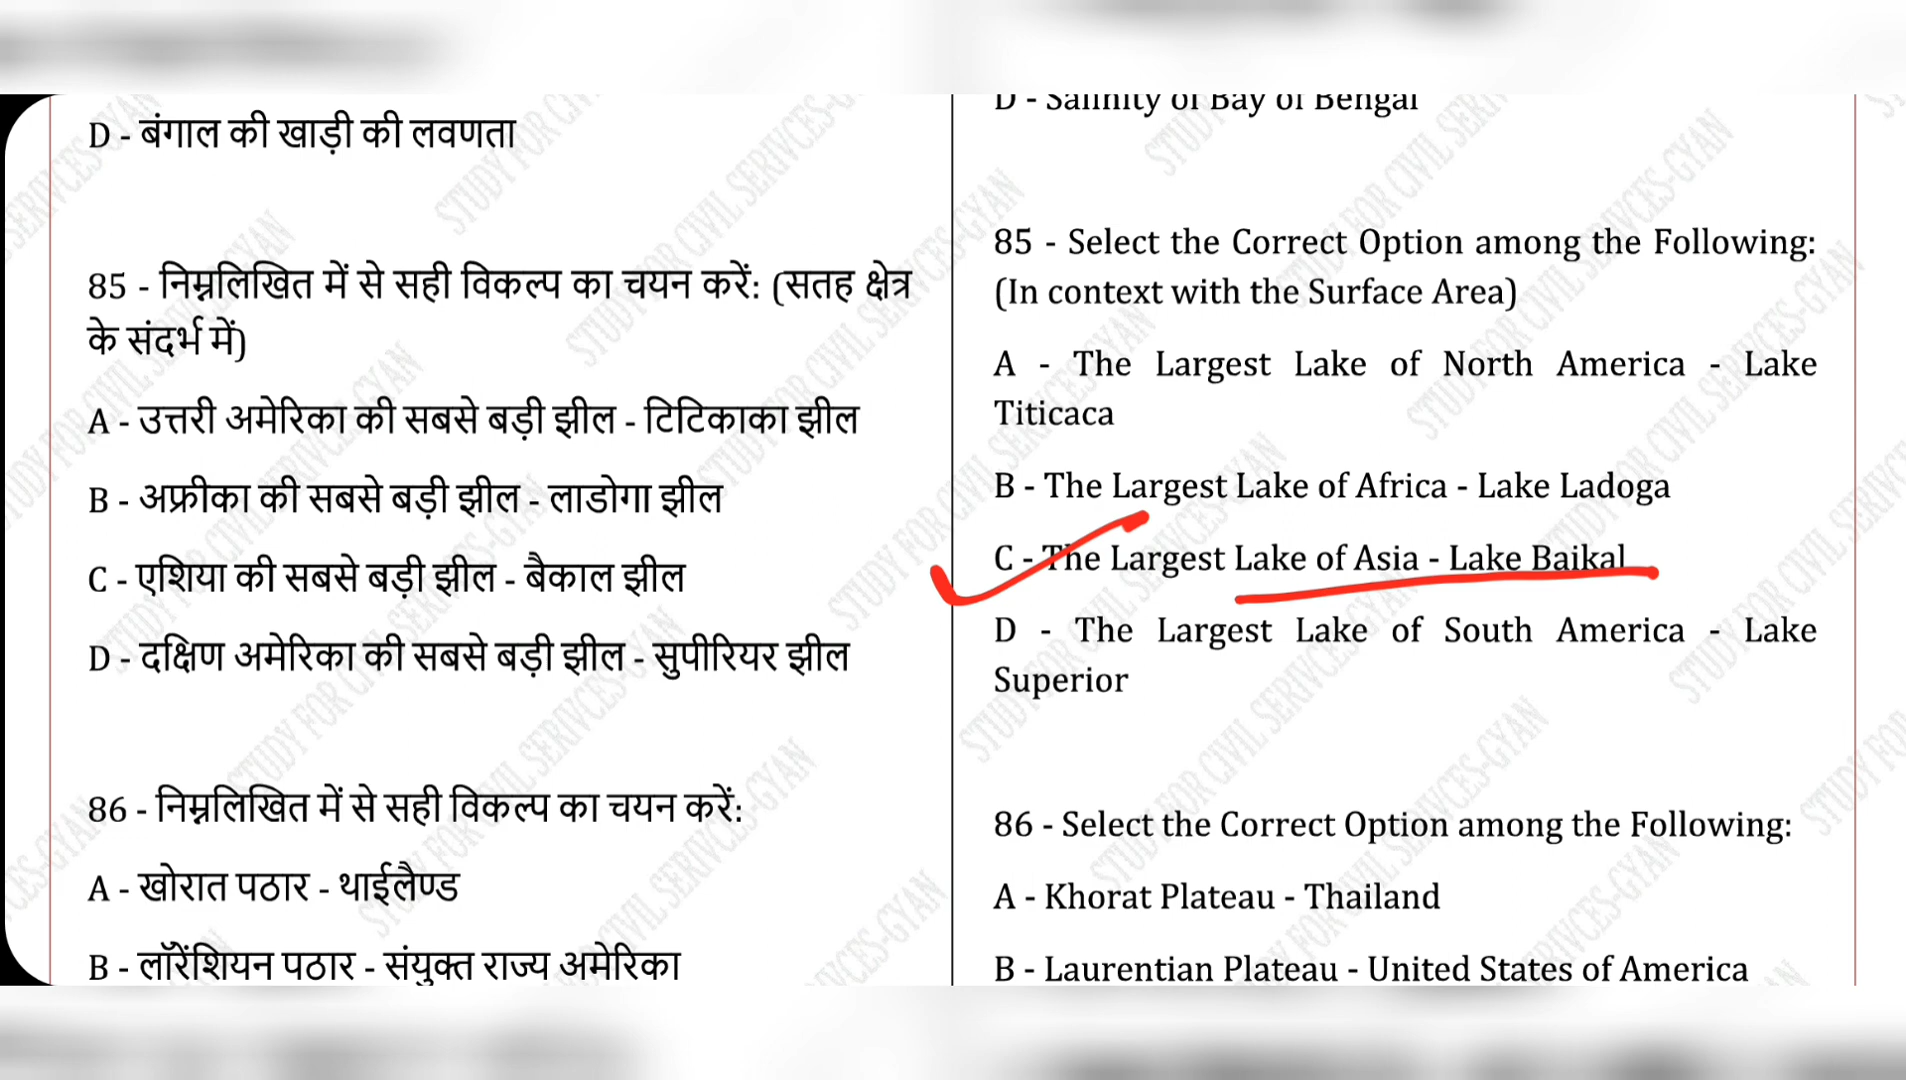 D - बंगाल की खाड़ी की लवणता
85 - निम्नलिखित में से सही विकल्प का चयन करें: (सतह क्षेत्र
के संदर्भ में)
A - उत्तरी अमेरिका की सबसे बड़ी झील - टिटिकाका झील
B - अफ्रीका की सबसे बड़ी झील - लाडोगा झील
C - एशिया की सबसे बड़ी झील - बैकाल झील
D - दक्षिण अमेरिका की सबसे बड़ी झील - सुपीरियर झील
86 - निम्नलिखित में से सही विकल्प का चयन करें:
A - खोरात पठार - थाईलैण्ड
B - लॉरेंशियन पठार - संयुक्त राज्य अमेरिका
D - Salinity of Bay of Bengal
85 - Select the Correct Option among the Following:
(In context with the Surface Area)
A - The Largest Lake of North America - Lake
Titicaca
B - The Largest Lake of Africa - Lake Ladoga
C - The Largest Lake of Asia - Lake Baikal
D - The Largest Lake of South America - Lake
Superior
86 - Select the Correct Option among the Following:
A - Khorat Plateau - Thailand
B - Laurentian Plateau - United States of America
STUDY FOR CIVIL SERIVCES-GYAN